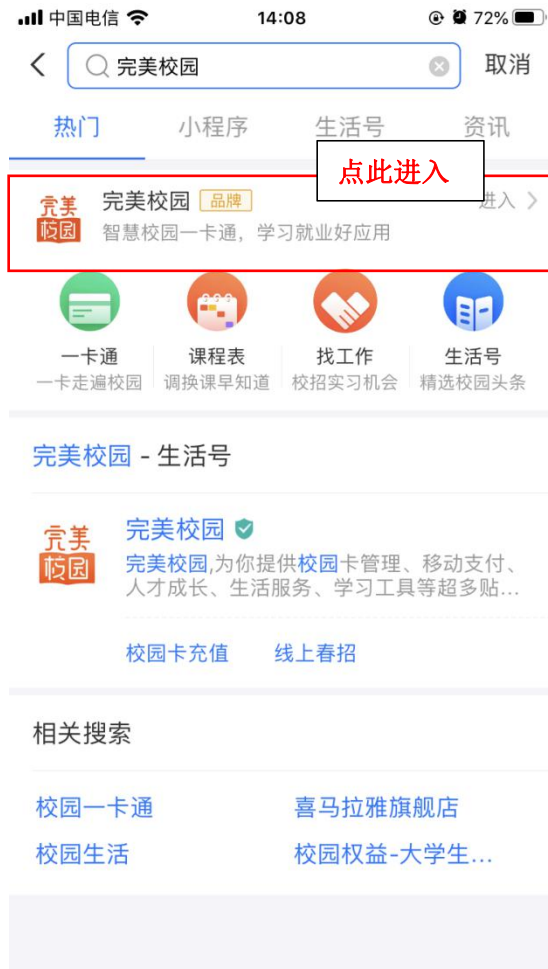 中国电信 14:08 72%
完美校园 取消
热门 小程序 生活号 资讯
点此进入
完美校园 品牌 进入
完美校园 智慧校园一卡通，学习就业好应用
一卡通 课程表 找工作 生活号
一卡走遍校园 调换课早知道 校招实习机会 精选校园头条
完美校园 - 生活号
完美校园
完美校园 完美校园,为你提供校园卡管理、移动支付、
人才成长、生活服务、学习工具等超多贴...
校园卡充值 线上春招
相关搜索
校园一卡通 喜马拉雅旗舰店
校园生活 校园权益-大学生...